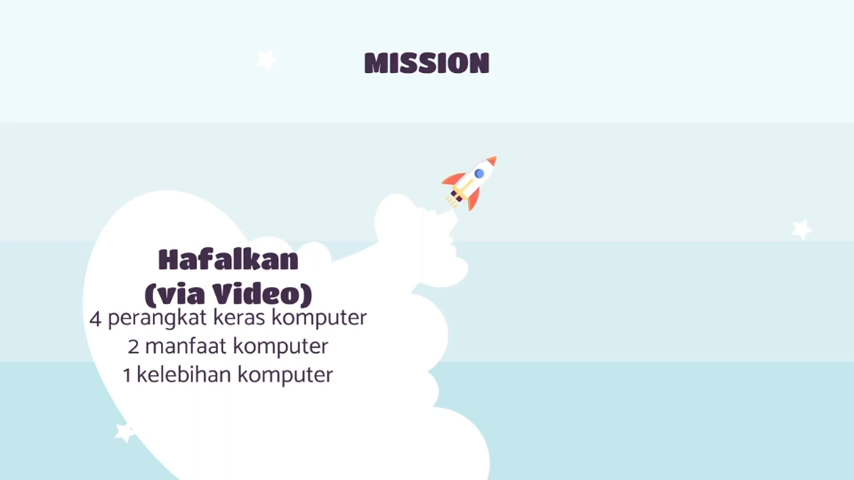 MISSION
Hafalkan
(via Video)
4 perangkat keras komputer
2 manfaat komputer
1 kelebihan komputer